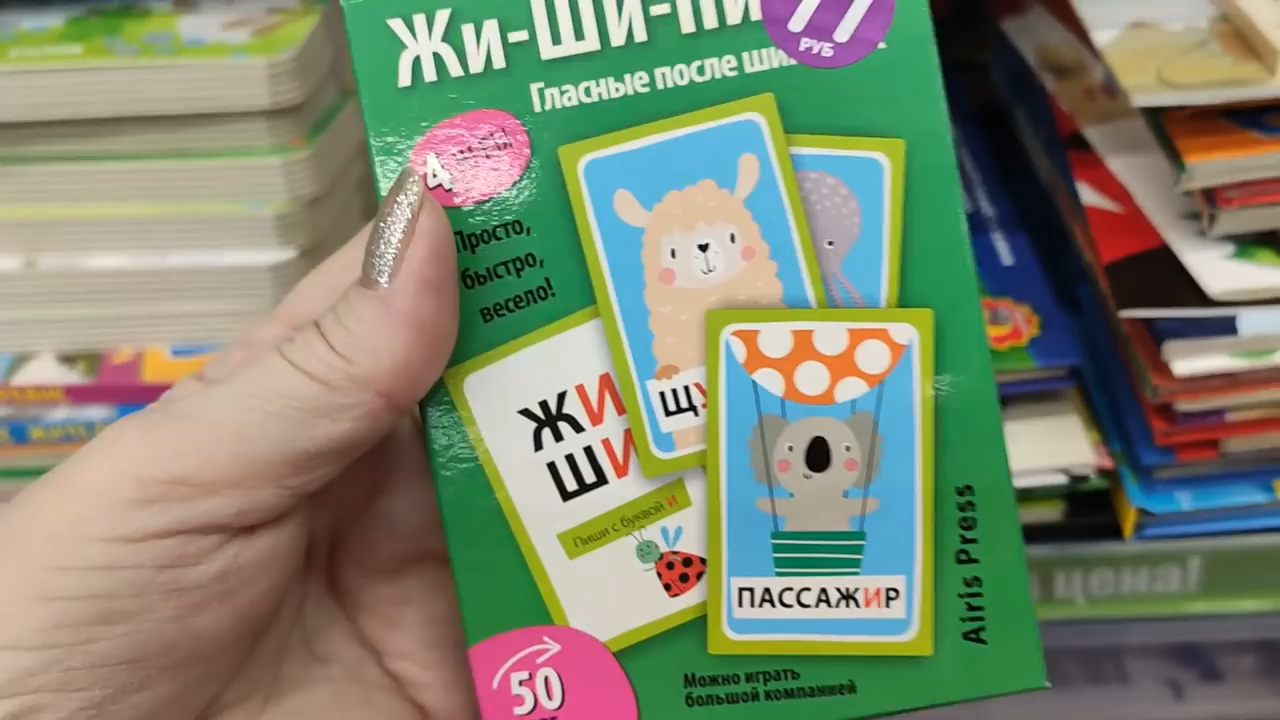 Жи-Ши-пи
77
РУБ
Гласные после ши
4
Просто,
быстро,
весело!
ЖИ
ШИ
Пиши с буквой И
Щ
ПАССАЖИР
Airis Press
50
Можно играть
большой компанией
цена!